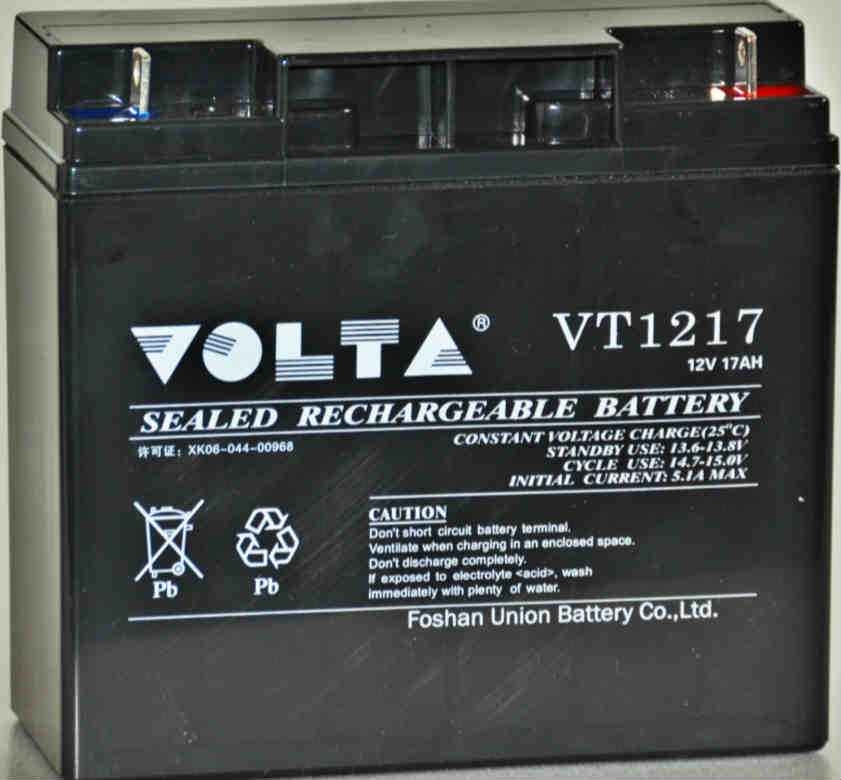 VOLTA®
VT1217
12V 17AH
SEALED RECHARGEABLE BATTERY
许可证: XK06-044-00968
CONSTANT VOLTAGE CHARGE(25°C)
STANDBY USE: 13.6-13.8V
CYCLE USE: 14.7-15.0V
INITIAL CURRENT: 5.1A MAX
CAUTION
Don't short circuit battery terminal.
Ventilate when charging in an enclosed space.
Don't discharge completely.
If exposed to electrolyte <acid>, wash
immediately with plenty of water.
Pb
Pb
Foshan Union Battery Co.,Ltd.